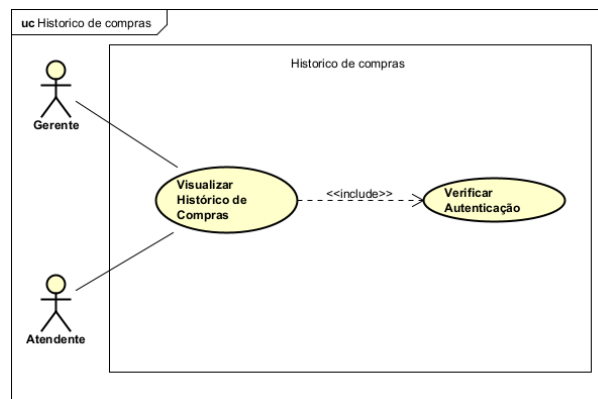 uc Historico de compras
Historico de compras
Gerente
Visualizar
Histórico de
Compras
<<include>>
Verificar
Autenticação
Atendente